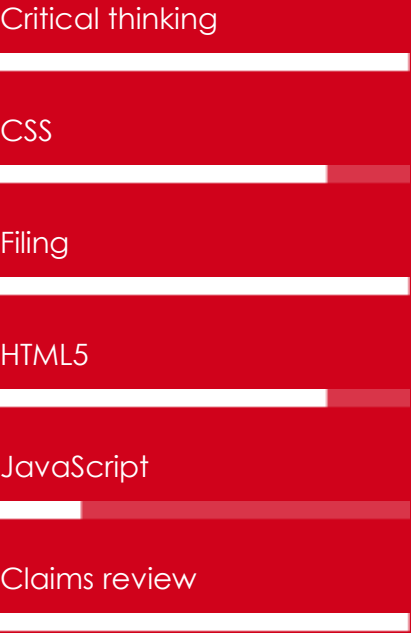 Critical thinking
CSS
Filing
HTML5
JavaScript
Claims review